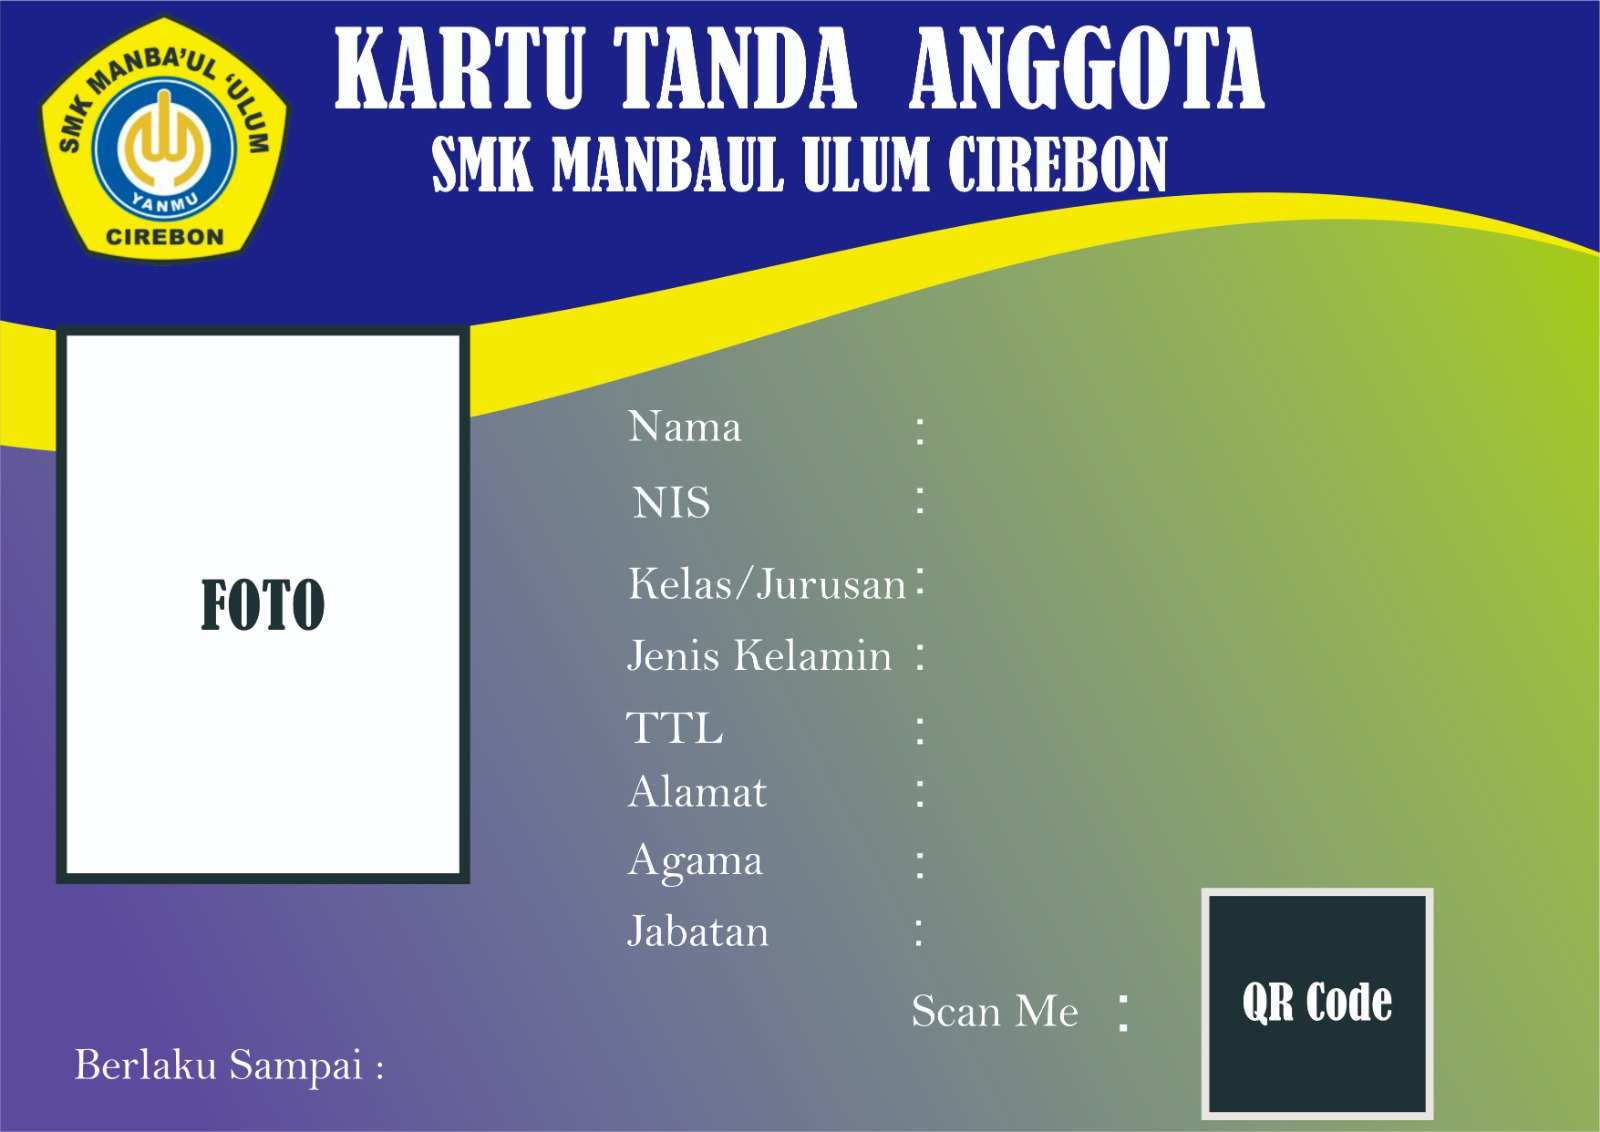 SMK MANBA'UL 'ULUM
YANMU
CIREBON
KARTU TANDA ANGGOTA
SMK MANBAUL ULUM CIREBON
FOTO
Nama :
NIS :
Kelas/Jurusan :
Jenis Kelamin :
TTL :
Alamat :
Agama :
Jabatan :
Scan Me :
QR Code
Berlaku Sampai :